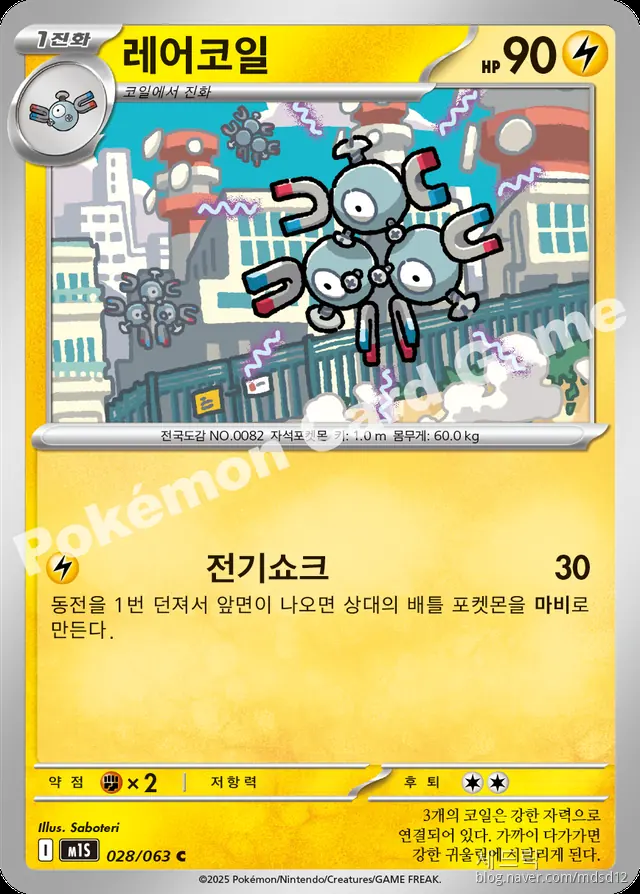 1진화
레어코일
HP 90
코일에서 진화
전국도감 NO.0082 자석포켓몬 키: 1.0 m 몸무게: 60.0 kg
Pokémon Card Game
전기쇼크 30
동전을 1번 던져서 앞면이 나오면 상대의 배틀 포켓몬을 마비로
만든다.
약점 ×2 저항력 후퇴
Illus. Saboteri
I M1S 028/063 C
3개의 코일은 강한 자력으로
연결되어 있다. 가까이 다가가면
강한 귀울림에 시달리게 된다.
©2025 Pokémon/Nintendo/Creatures/GAME FREAK.
blog.naver.com/mdsd12